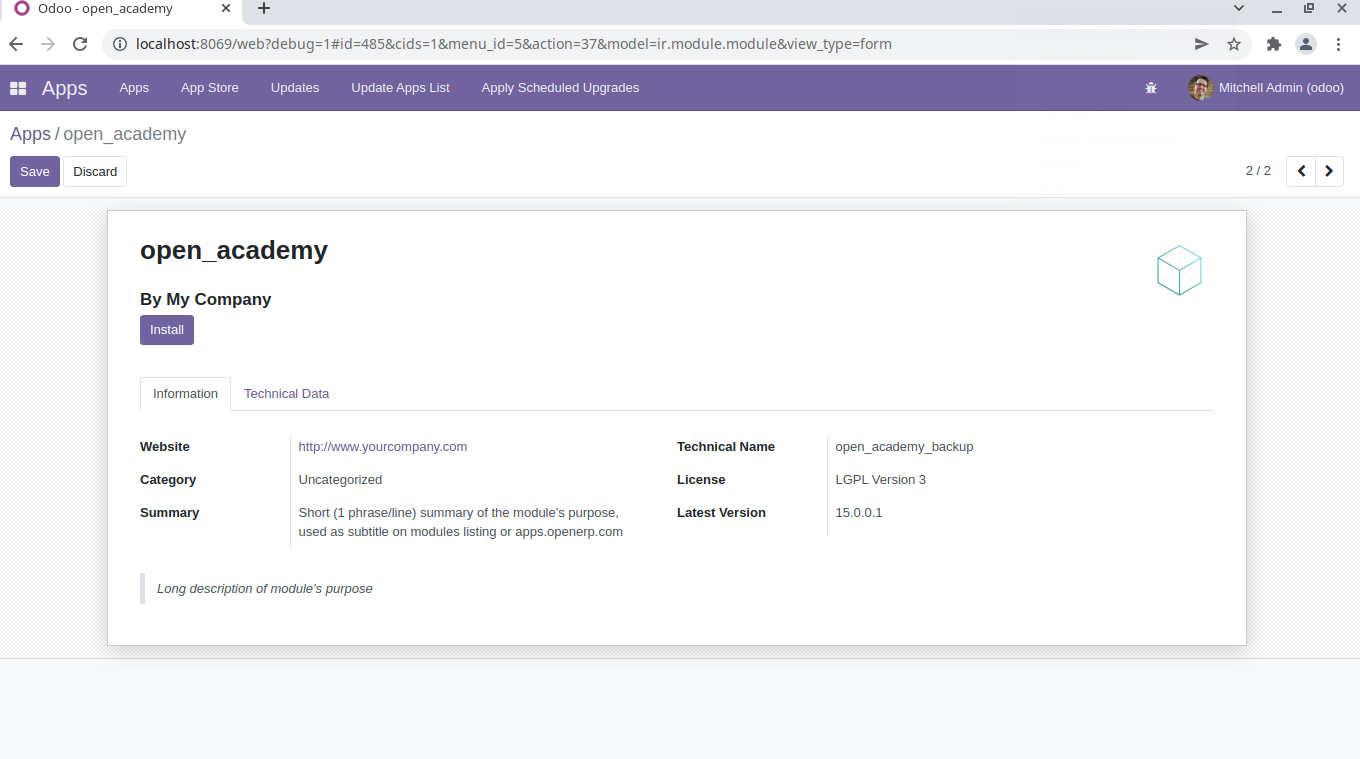 Odoo - open_academy
localhost:8069/web?debug=1#id=485&cids=1&menu_id=5&action=37&model=ir.module.module&view_type=form
Apps Apps App Store Updates Update Apps List Apply Scheduled Upgrades Mitchell Admin (odoo)
Apps / open_academy
Save Discard 2 / 2
open_academy
By My Company
Install
Information Technical Data
Website http://www.yourcompany.com Technical Name open_academy_backup
Category Uncategorized License LGPL Version 3
Summary Short (1 phrase/line) summary of the module's purpose, Latest Version 15.0.0.1
used as subtitle on modules listing or apps.openerp.com
Long description of module's purpose